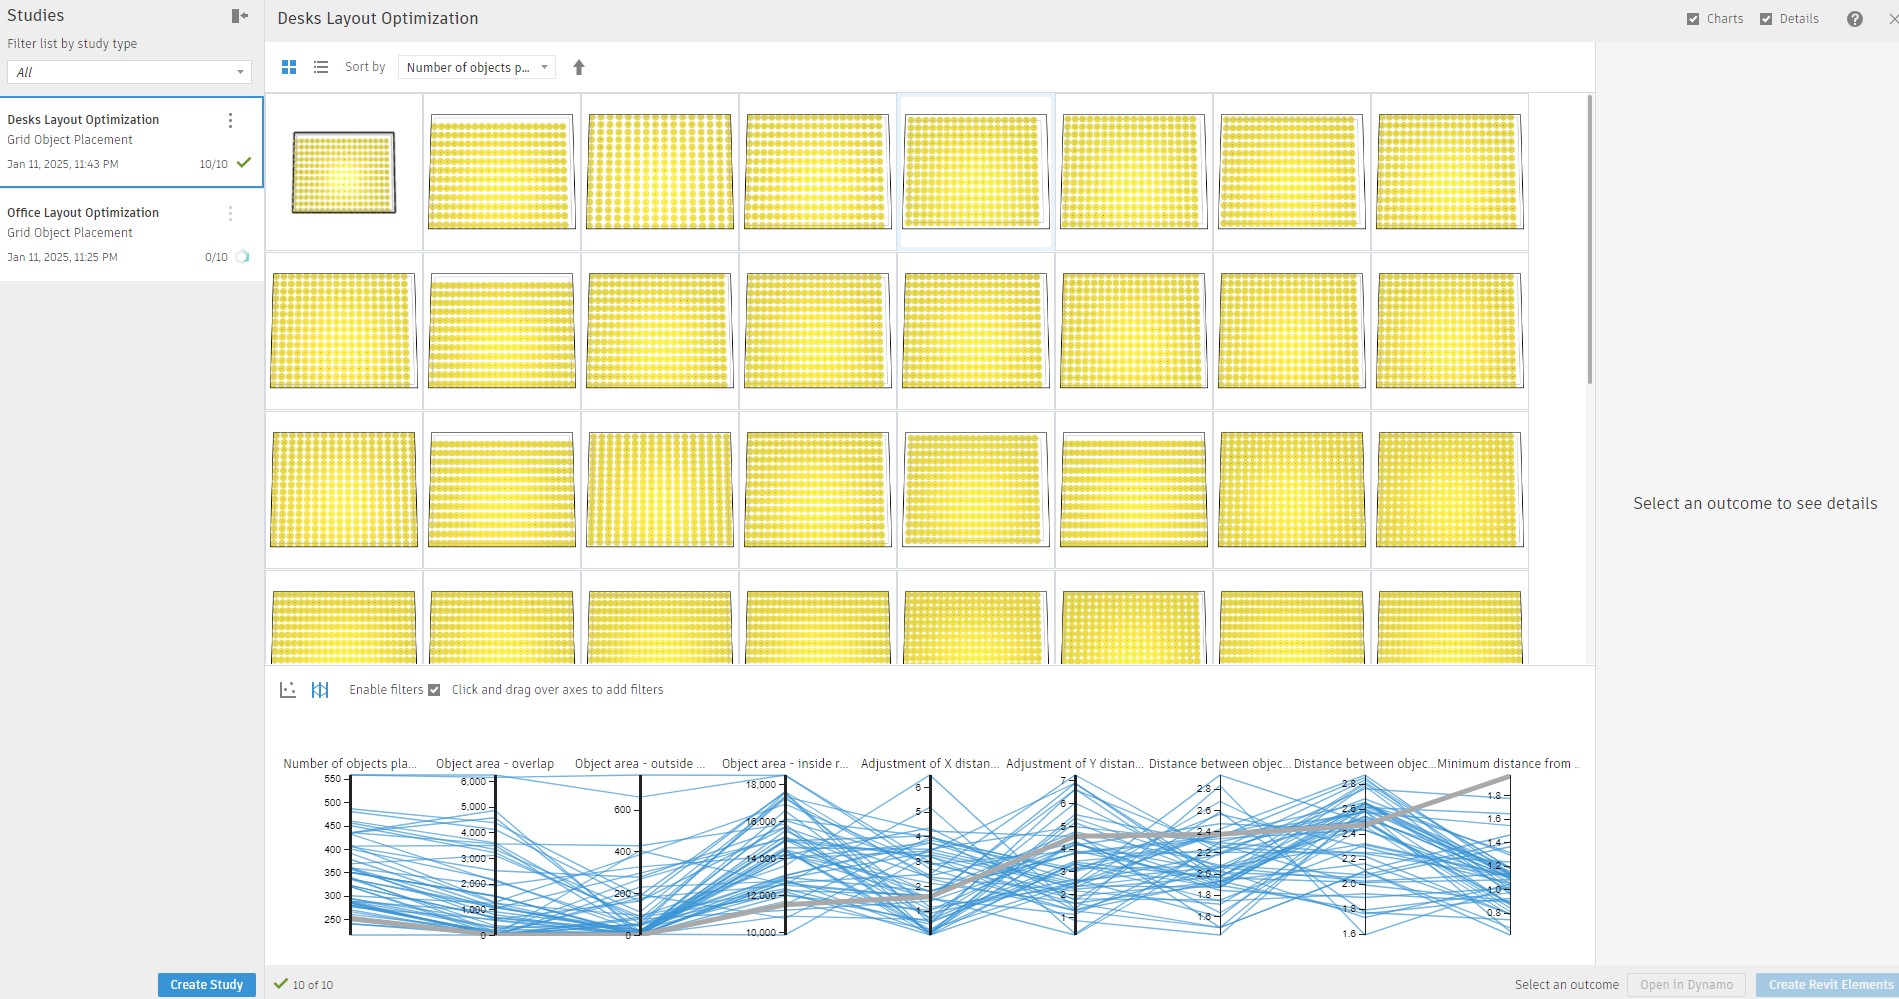 Studies
Desks Layout Optimization
Charts
Details
Filter list by study type
All
Sort by
Number of objects p...
Desks Layout Optimization
Grid Object Placement
Jan 11, 2025, 11:43 PM
10/10
Office Layout Optimization
Grid Object Placement
Jan 11, 2025, 11:25 PM
0/10
Select an outcome to see details
Enable filters
Click and drag over axes to add filters
Number of objects pla...
Object area - overlap
Object area - outside ...
Object area - inside r...
Adjustment of X distan...
Adjustment of Y distan...
Distance between objec...
Distance between objec...
Minimum distance from ..
550
500
450
400
350
300
250
6,000
5,000
4,000
3,000
2,000
1,000
0
600
400
200
0
18,000
16,000
14,000
12,000
10,000
6
5
4
3
2
1
7
6
5
4
3
2
1
2.8
2.6
2.4
2.2
2.0
1.8
1.6
2.8
2.6
2.4
2.2
2.0
1.8
1.6
1.8
1.6
1.4
1.2
1.0
0.8
Create Study
10 of 10
Select an outcome
Open in Dynamo
Create Revit Elements